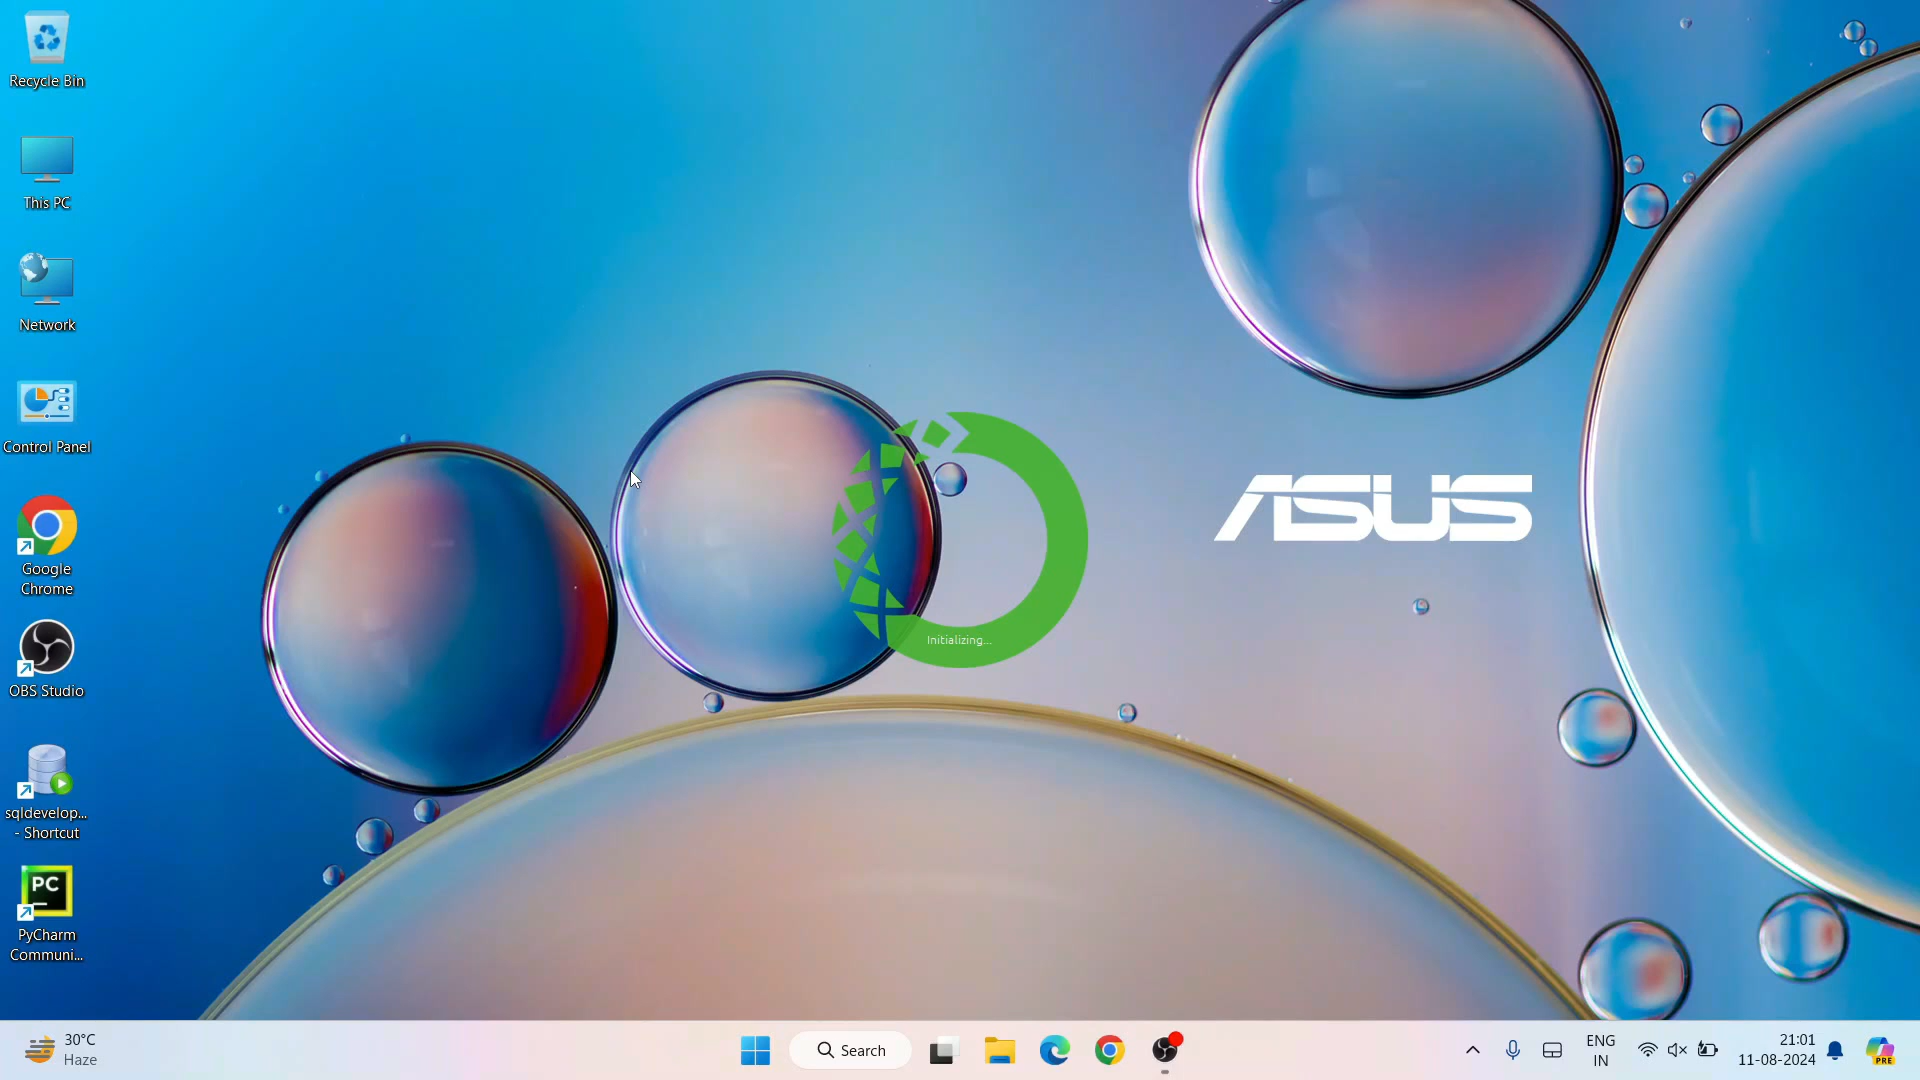 Recycle Bin
This PC
Network
Control Panel
Google
Chrome
OBS Studio
sqldevelop...
- Shortcut
PC
PyCharm
Communi...
Initializing...
ASUS
30°C
Haze
Search
ENG
IN
21:01
11-08-2024
PRE